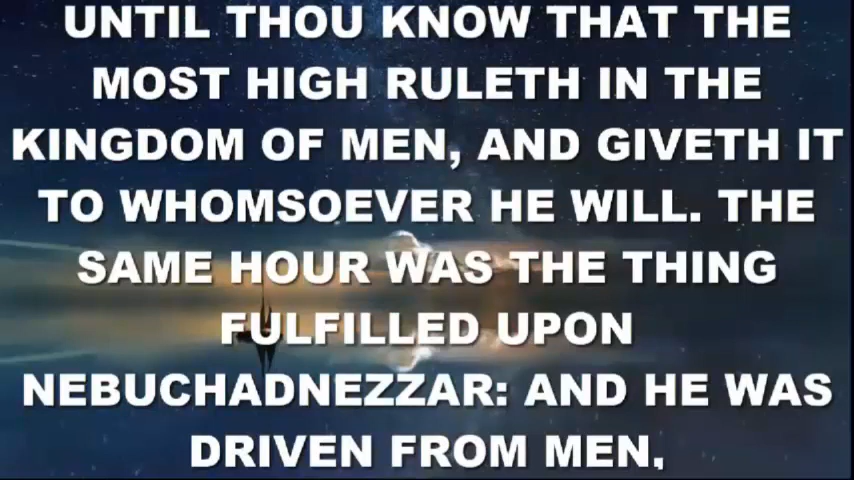 UNTIL THOU KNOW THAT THE
MOST HIGH RULETH IN THE
KINGDOM OF MEN, AND GIVETH IT
TO WHOMSOEVER HE WILL. THE
SAME HOUR WAS THE THING
FULFILLED UPON
NEBUCHADNEZZAR: AND HE WAS
DRIVEN FROM MEN,